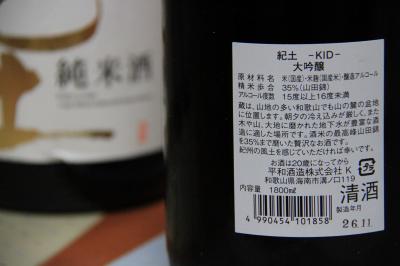 純米酒
紀土 -KID-
大吟醸
原材料名 米(国産)・米麹(国産米)・醸造アルコール
精米歩合 35%(山田錦)
アルコール度数 15度以上16度未満
蔵は、山地の多い和歌山でも山の麓の盆地
に位置します。朝夕の冷え込みが厳しく、また
木や山、大地に磨かれた地下水が豊富な酒
造に適した場所です。酒米の最高峰山田錦
を35%まで磨いた贅沢なお酒です。
紀州の風土を感じていただければ幸いです。
お酒は20歳になってから
平和酒造株式会社 K
和歌山県海南市溝ノ口119
容量 1800ml
清酒
4 990454 101858
製造年月
26.11